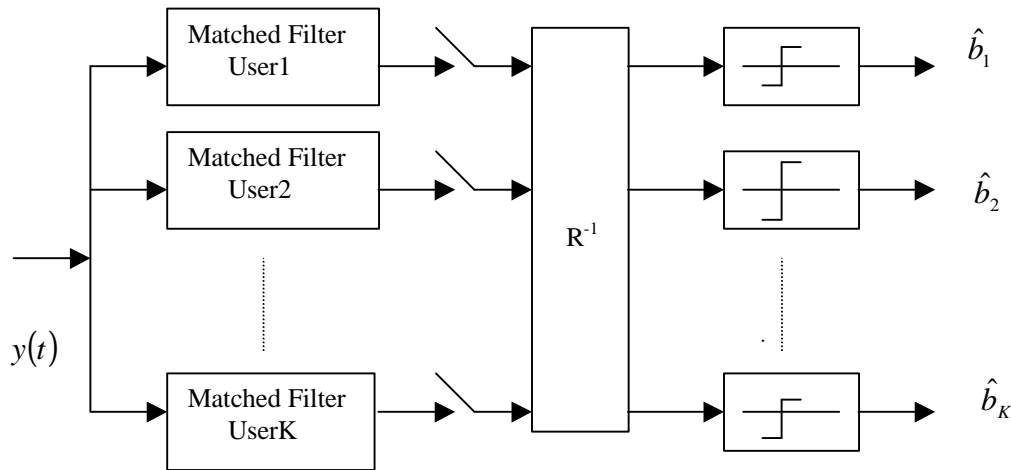 Matched Filter
User1
b̂₁
Matched Filter
User2
b̂₂
R⁻¹
y(t)
Matched Filter
UserK
b̂_K